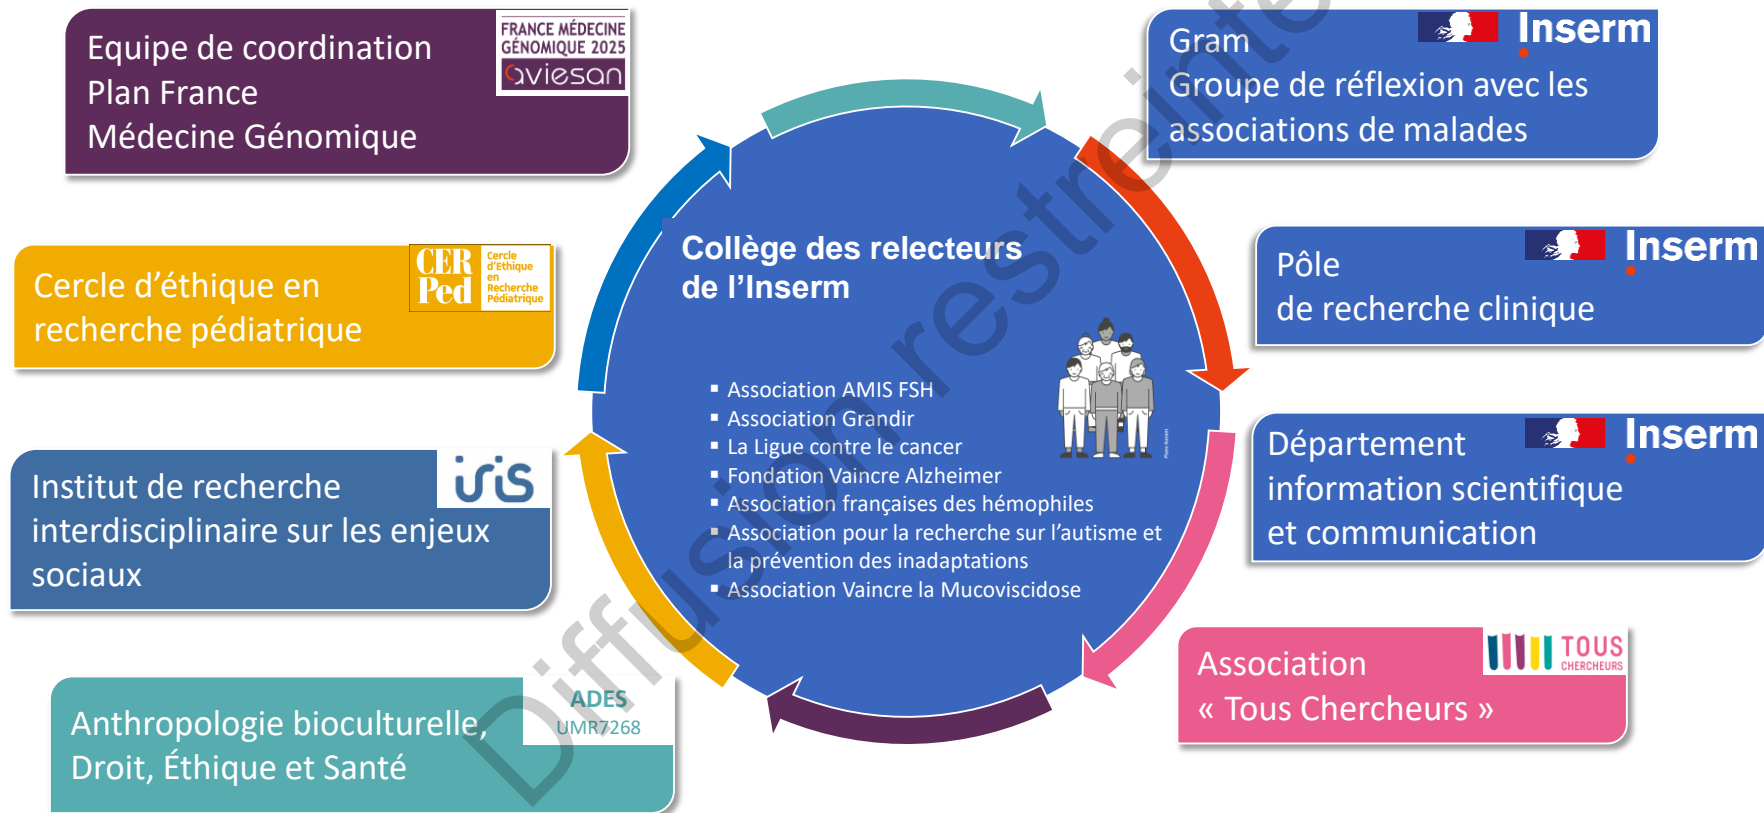 Equipe de coordination
Plan France
Médecine Génomique
FRANCE MÉDECINE
GÉNOMIQUE 2025
aviesan
Cercle d’éthique en
recherche pédiatrique
CER
Ped
Cercle
d'Ethique
en
Recherche
Pédiatrique
Institut de recherche
interdisciplinaire sur les enjeux
sociaux
iris
Anthropologie bioculturelle,
Droit, Éthique et Santé
ADES
UMR7268
Collège des relecteurs
de l’Inserm
▪ Association AMIS FSH
▪ Association Grandir
▪ La Ligue contre le cancer
▪ Fondation Vaincre Alzheimer
▪ Association françaises des hémophiles
▪ Association pour la recherche sur l’autisme et
la prévention des inadaptations
▪ Association Vaincre la Mucoviscidose
Gram
Groupe de réflexion avec les
associations de malades
Inserm
Pôle
de recherche clinique
Inserm
Département
information scientifique
et communication
Inserm
Association
« Tous Chercheurs »
TOUS
CHERCHEURS
Diffusion restreinte